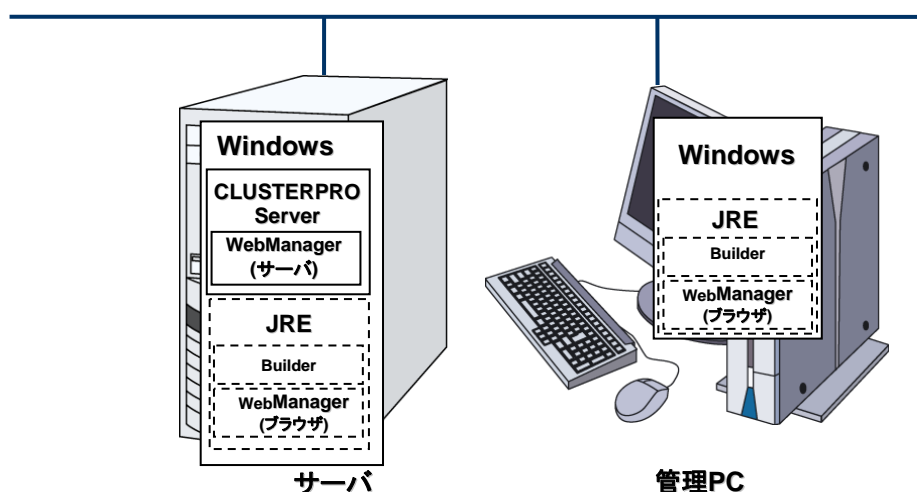 Windows
CLUSTERPRO
Server
WebManager
(サーバ)
JRE
Builder
WebManager
(ブラウザ)
サーバ
Windows
JRE
Builder
WebManager
(ブラウザ)
管理PC